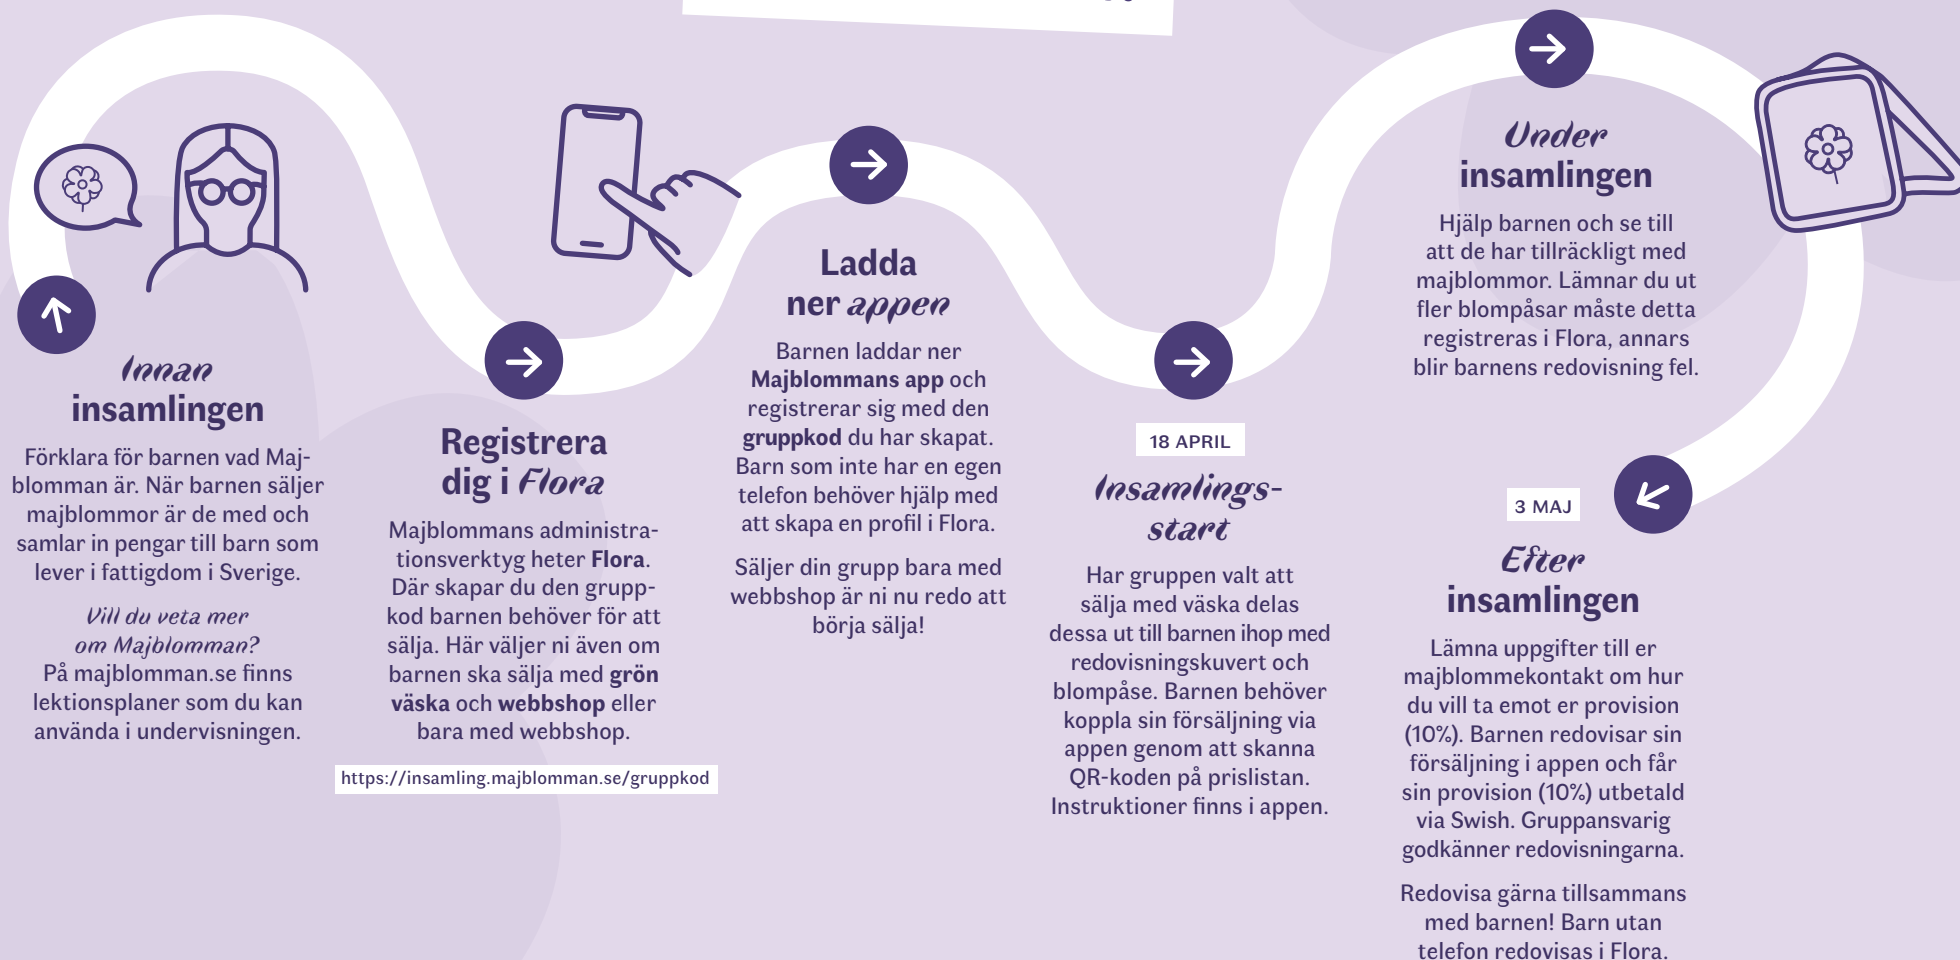 Innan
insamlingen
Förklara för barnen vad Maj-
blomman är. När barnen säljer
majblommor är de med och
samlar in pengar till barn som
lever i fattigdom i Sverige.
Vill du veta mer
om Majblomman?
På majblomman.se finns
lektionsplaner som du kan
använda i undervisningen.
Registrera
dig i Flora
Majblommans administra-
tionsverktyg heter Flora.
Där skapar du den grupp-
kod barnen behöver för att
sälja. Här väljer ni även om
barnen ska sälja med grön
väska och webbshop eller
bara med webbshop.
https://insamling.majblomman.se/gruppkod
Ladda
ner appen
Barnen laddar ner
Majblommans app och
registrerar sig med den
gruppkod du har skapat.
Barn som inte har en egen
telefon behöver hjälp med
att skapa en profil i Flora.
Säljer din grupp bara med
webbshop är ni nu redo att
börja sälja!
18 APRIL
Insamlings-
start
Har gruppen valt att
sälja med väska delas
dessa ut till barnen ihop med
redovisningskuvert och
blompåse. Barnen behöver
koppla sin försäljning via
appen genom att skanna
QR-koden på prislistan.
Instruktioner finns i appen.
Under
insamlingen
Hjälp barnen och se till
att de har tillräckligt med
majblommor. Lämnar du ut
fler blompåsar måste detta
registreras i Flora, annars
blir barnens redovisning fel.
3 MAJ
Efter
insamlingen
Lämna uppgifter till er
majblommekontakt om hur
du vill ta emot er provision
(10%). Barnen redovisar sin
försäljning i appen och får
sin provision (10%) utbetald
via Swish. Gruppansvarig
godkänner redovisningarna.
Redovisa gärna tillsammans
med barnen! Barn utan
telefon redovisas i Flora.